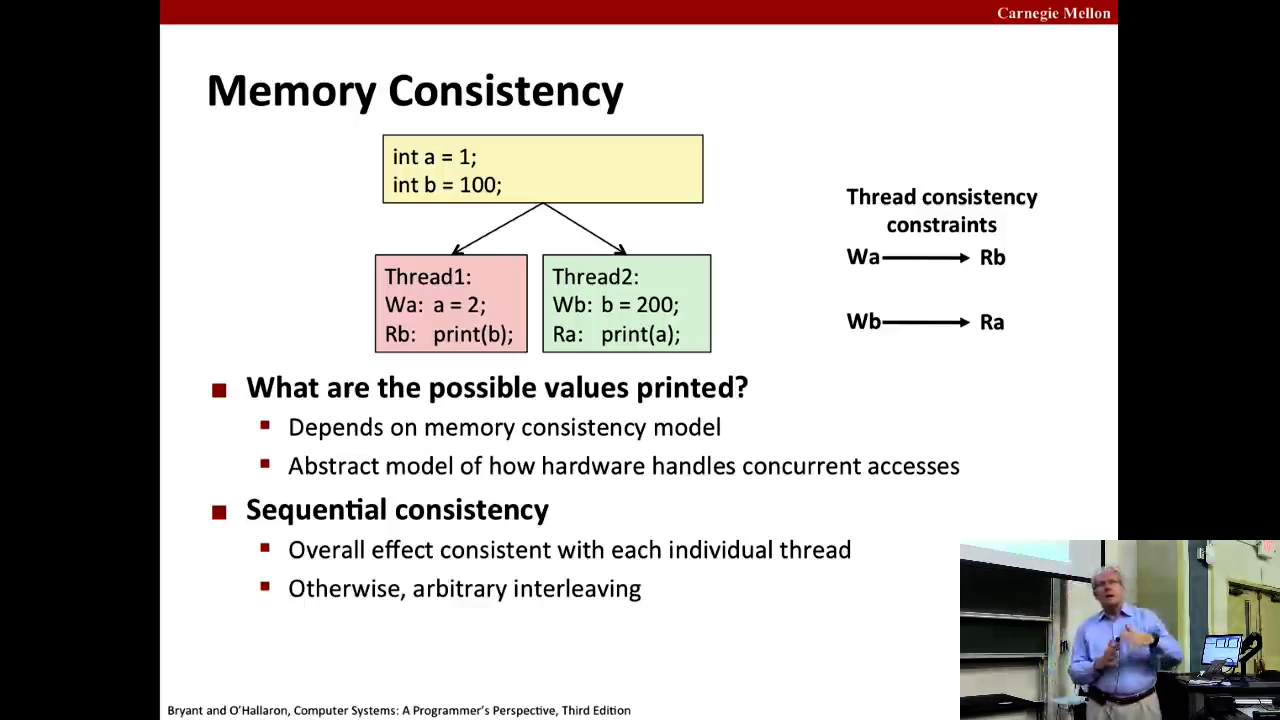 Carnegie Mellon
Memory Consistency
int a = 1;
int b = 100;
Thread1:
Wa: a = 2;
Rb: print(b);
Thread2:
Wb: b = 200;
Ra: print(a);
Thread consistency
constraints
Wa Rb
Wb Ra
What are the possible values printed?
Depends on memory consistency model
Abstract model of how hardware handles concurrent accesses
Sequential consistency
Overall effect consistent with each individual thread
Otherwise, arbitrary interleaving
Bryant and O'Hallaron, Computer Systems: A Programmer's Perspective, Third Edition